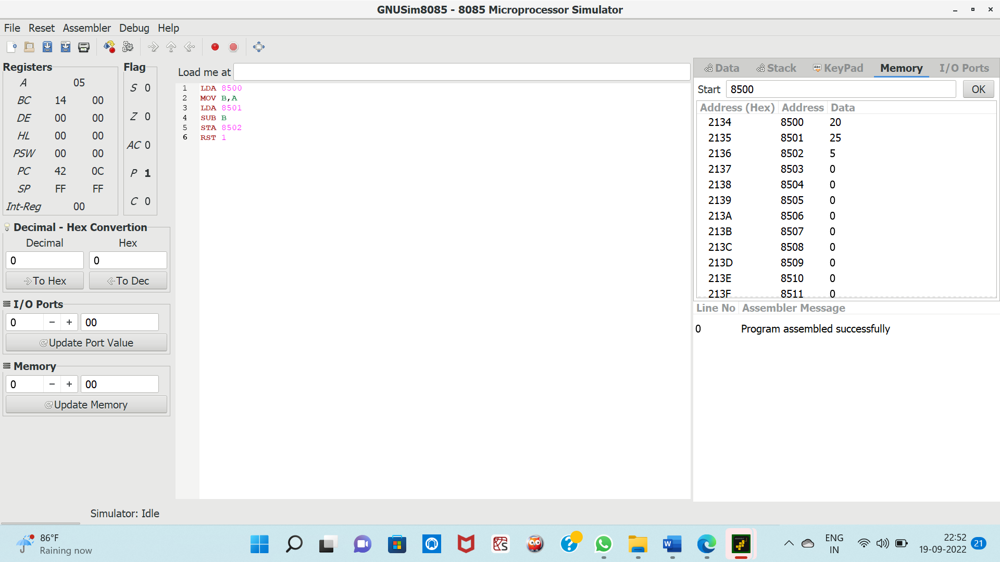 GNUSim8085 - 8085 Microprocessor Simulator
File Reset Assembler Debug Help
Registers
A 05
BC 14 00
DE 00 00
HL 00 00
PSW 00 00
PC 42 0C
SP FF FF
Int-Reg 00
Flag
S 0
Z 0
AC 0
P 1
C 0
Decimal - Hex Convertion
Decimal Hex
0 0
To Hex To Dec
I/O Ports
0 − + 00
Update Port Value
Memory
0 − + 00
Update Memory
Load me at
1 LDA 8500
2 MOV B,A
3 LDA 8501
4 SUB B
5 STA 8502
6 RST 1
Data Stack Abc KeyPad Memory I/O Ports
Start 8500 OK
Address (Hex) Address Data
2134 8500 20
2135 8501 25
2136 8502 5
2137 8503 0
2138 8504 0
2139 8505 0
213A 8506 0
213B 8507 0
213C 8508 0
213D 8509 0
213E 8510 0
213F 8511 0
Line No Assembler Message
0 Program assembled successfully
Simulator: Idle
86°F
Raining now
ENG
IN
22:52
19-09-2022
21